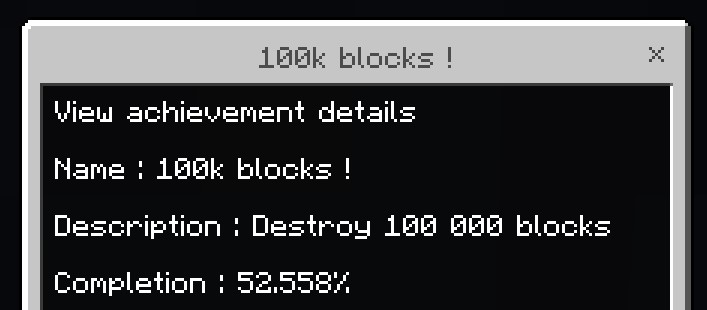 100k blocks !
View achievement details
Name : 100k blocks !
Description : Destroy 100 000 blocks
Completion : 52.558%